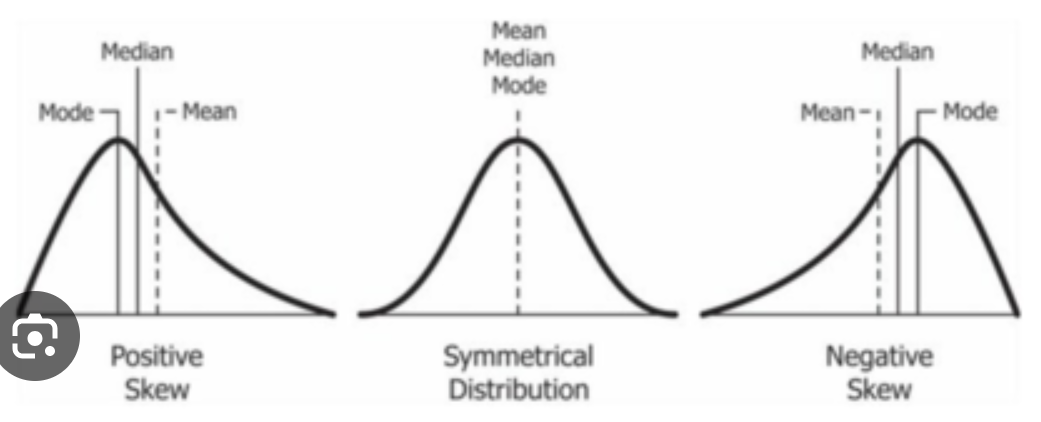 Median
Mode
Mean
Positive
Skew
Mean
Median
Mode
Symmetrical
Distribution
Median
Mean
Mode
Negative
Skew